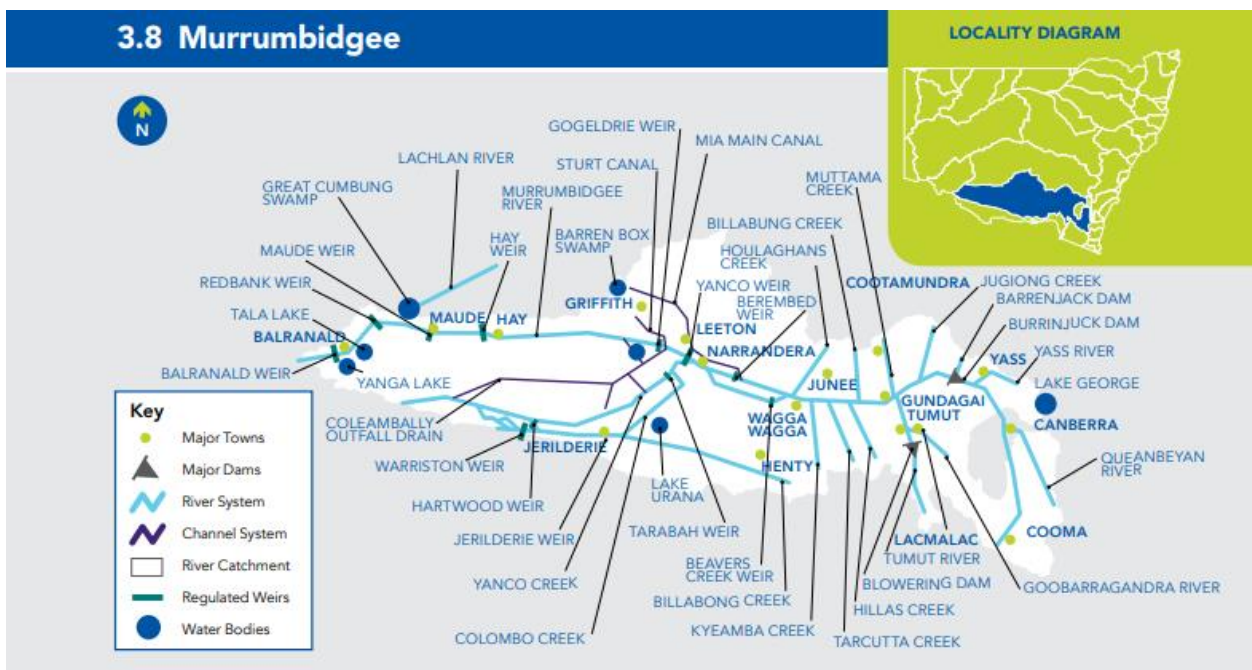 3.8 Murrumbidgee
LOCALITY DIAGRAM
N
GOGELDRIE WEIR
MIA MAIN CANAL
LACHLAN RIVER
STURT CANAL
MUTTAMA
CREEK
GREAT CUMBUNG
SWAMP
MURRUMBIDGEE
RIVER
BILLABUNG CREEK
MAUDE WEIR
HAY
WEIR
BARREN BOX
SWAMP
HOULAGHANS
CREEK
REDBANK WEIR
YANCO WEIR
COOTAMUNDRA
JUGIONG CREEK
BEREMBED
WEIR
BARRENJACK DAM
TALA LAKE
GRIFFITH
BURRINJUCK DAM
MAUDE
HAY
LEETON
BALRANALD
NARRANDERA
YASS
YASS RIVER
BALRANALD WEIR
YANGA LAKE
JUNEE
LAKE GEORGE
GUNDAGAI
TUMUT
COLEAMBALLY
OUTFALL DRAIN
WAGGA
WAGGA
CANBERRA
JERILDERIE
WARRISTON WEIR
HENTY
QUEANBEYAN
RIVER
LAKE
URANA
HARTWOOD WEIR
TARABAH WEIR
COOMA
JERILDERIE WEIR
LACMALAC
TUMUT RIVER
BEAVERS
CREEK WEIR
YANCO CREEK
BLOWERING DAM
GOOBARRAGANDRA RIVER
BILLABONG CREEK
HILLAS CREEK
COLOMBO CREEK
KYEAMBA CREEK
TARCUTTA CREEK
Key
Major Towns
Major Dams
River System
Channel System
River Catchment
Regulated Weirs
Water Bodies